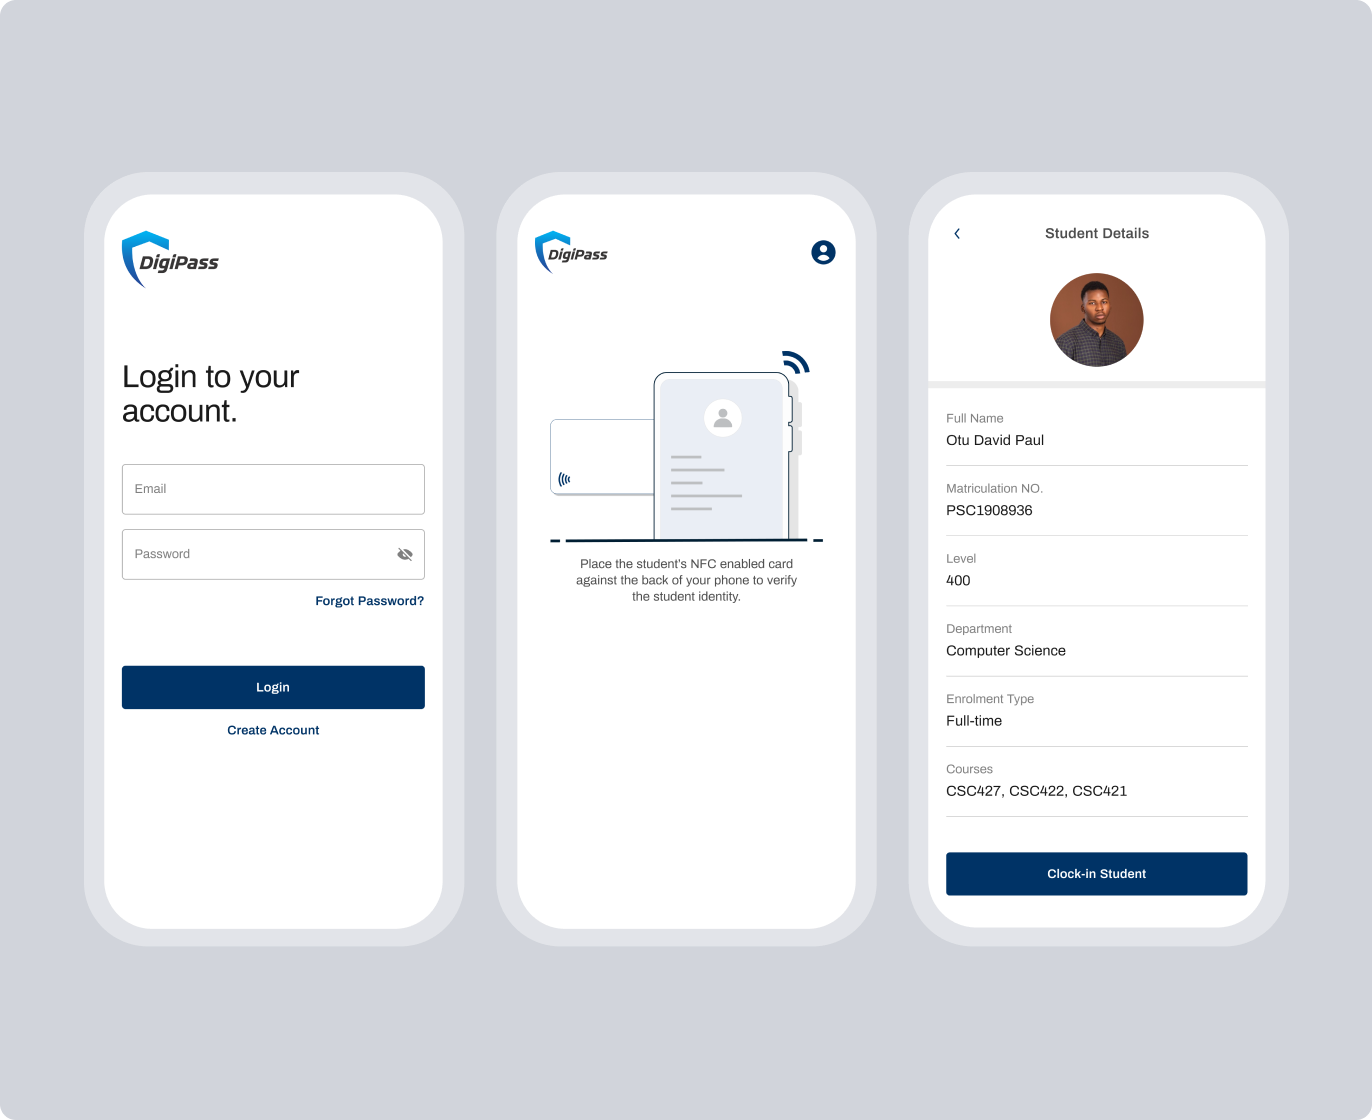 DigiPass
Login to your
account.
Email
Password
Forgot Password?
Login
Create Account
DigiPass
Place the student's NFC enabled card
against the back of your phone to verify
the student identity.
Student Details
Full Name
Otu David Paul
Matriculation NO.
PSC1908936
Level
400
Department
Computer Science
Enrolment Type
Full-time
Courses
CSC427, CSC422, CSC421
Clock-in Student